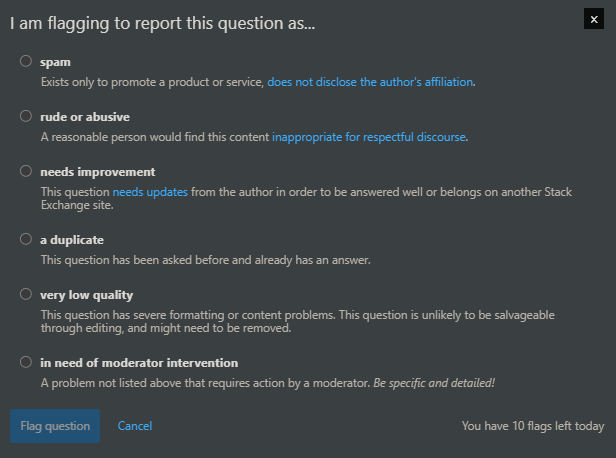 I am flagging to report this question as...
x
spam
Exists only to promote a product or service, does not disclose the author's affiliation.
rude or abusive
A reasonable person would find this content inappropriate for respectful discourse.
needs improvement
This question needs updates from the author in order to be answered well or belongs on another Stack
Exchange site.
a duplicate
This question has been asked before and already has an answer.
very low quality
This question has severe formatting or content problems. This question is unlikely to be salvageable
through editing, and might need to be removed.
in need of moderator intervention
A problem not listed above that requires action by a moderator. Be specific and detailed!
Flag question
Cancel
You have 10 flags left today